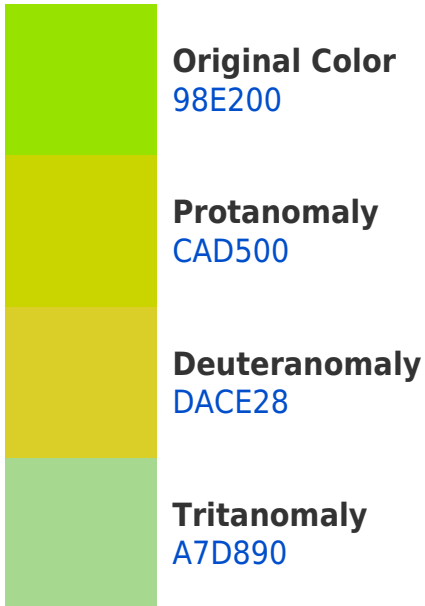 Original Color
98E200
Protanomaly
CAD500
Deuteranomaly
DACE28
Tritanomaly
A7D890